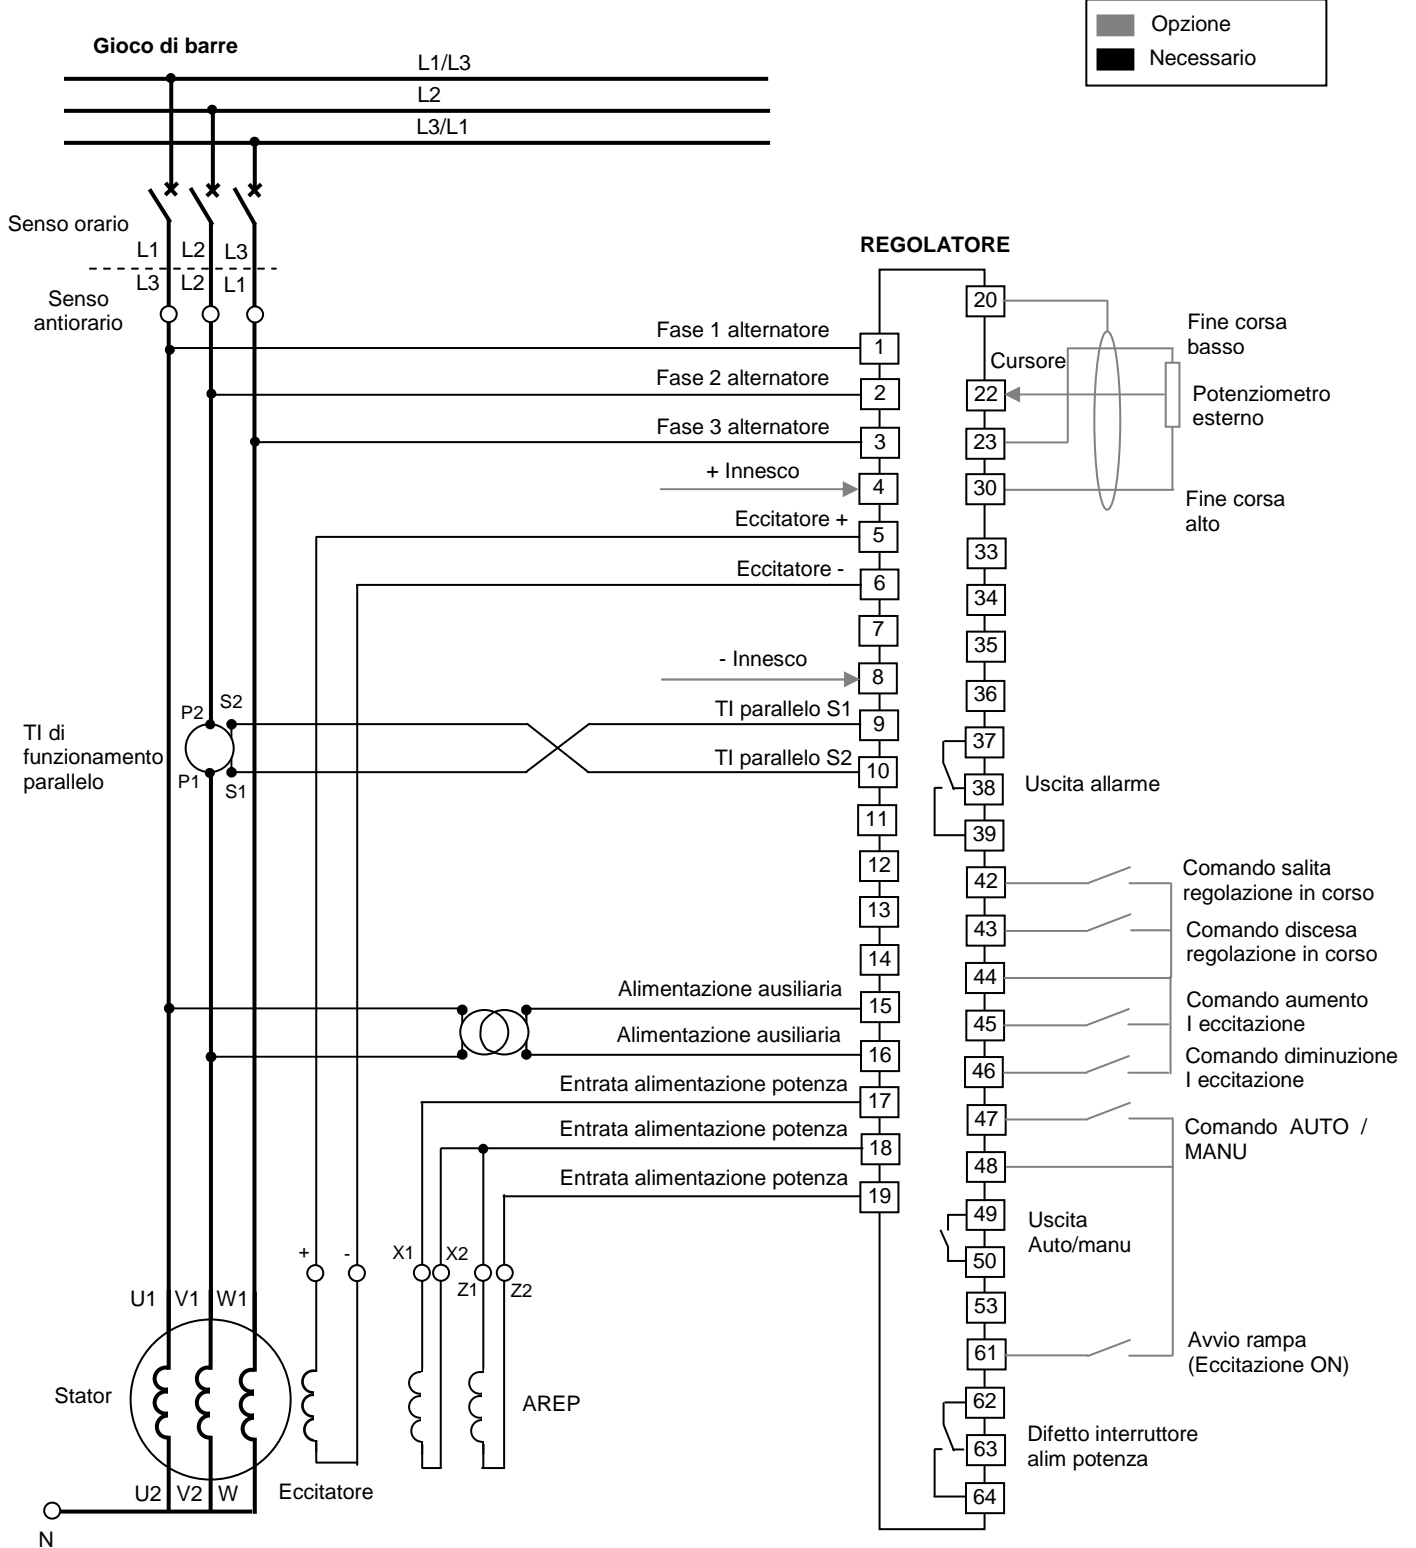 Opzione
Necessario
Gioco di barre
L1/L3
L2
L3/L1
Senso orario
L1 L2 L3
L3 L2 L1
Senso
antiorario
REGOLATORE
Fase 1 alternatore
1
Fase 2 alternatore
2
Fase 3 alternatore
3
+ Innesco
4
Eccitatore +
5
Eccitatore -
6
7
- Innesco
8
TI parallelo S1
9
TI parallelo S2
10
11
12
13
14
Alimentazione ausiliaria
15
Alimentazione ausiliaria
16
Entrata alimentazione potenza
17
Entrata alimentazione potenza
18
Entrata alimentazione potenza
19
20
Fine corsa
basso
Cursore
22
Potenziometro
esterno
23
30
Fine corsa
alto
33
34
35
36
37
38
Uscita allarme
39
42
Comando salita
regolazione in corso
43
Comando discesa
regolazione in corso
44
45
Comando aumento
I eccitazione
46
Comando diminuzione
I eccitazione
47
Comando AUTO /
MANU
48
49
Uscita
Auto/manu
50
53
61
Avvio rampa
(Eccitazione ON)
62
63
Difetto interruttore
alim potenza
64
TI di
funzionamento
parallelo
P2
S2
P1
S1
+
-
X1
X2
Z1
Z2
U1 V1 W1
Stator
AREP
U2 V2 W
Eccitatore
N